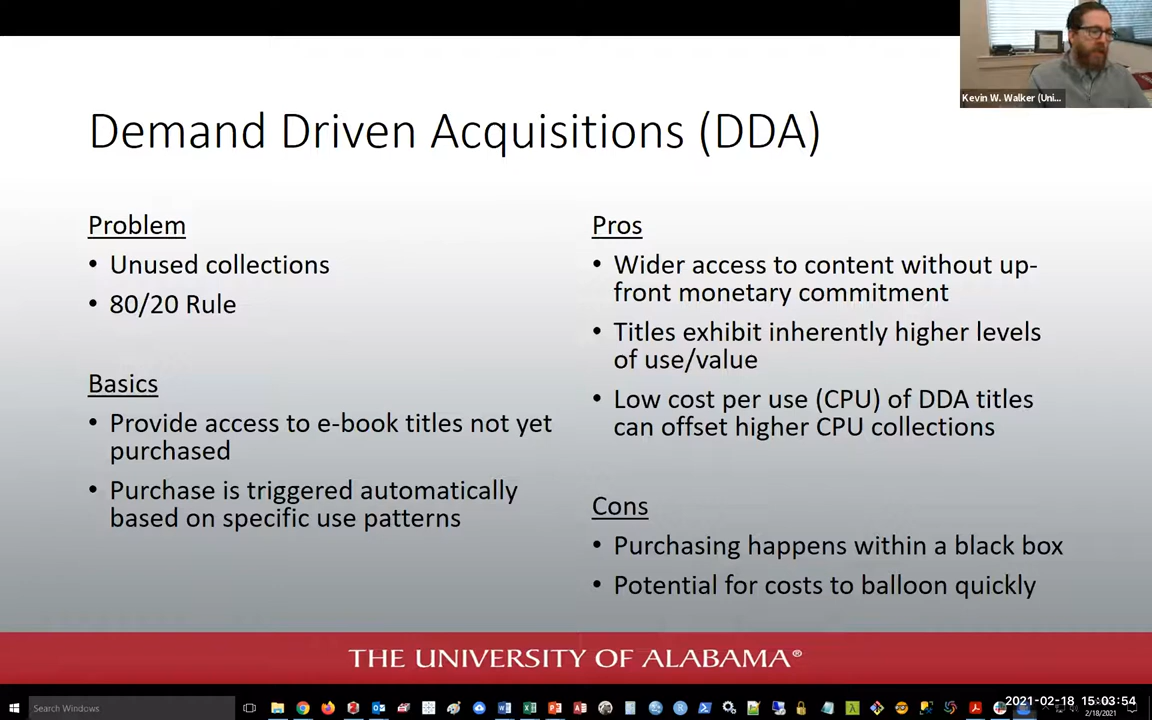 Kevin W. Walker (Uni...
Demand Driven Acquisitions (DDA)
Problem
• Unused collections
• 80/20 Rule
Basics
• Provide access to e-book titles not yet
purchased
• Purchase is triggered automatically
based on specific use patterns
Pros
• Wider access to content without up-
front monetary commitment
• Titles exhibit inherently higher levels
of use/value
• Low cost per use (CPU) of DDA titles
can offset higher CPU collections
Cons
• Purchasing happens within a black box
• Potential for costs to balloon quickly
THE UNIVERSITY OF ALABAMA®
Search Windows
2021-02-18 15:03:54
2/18/2021